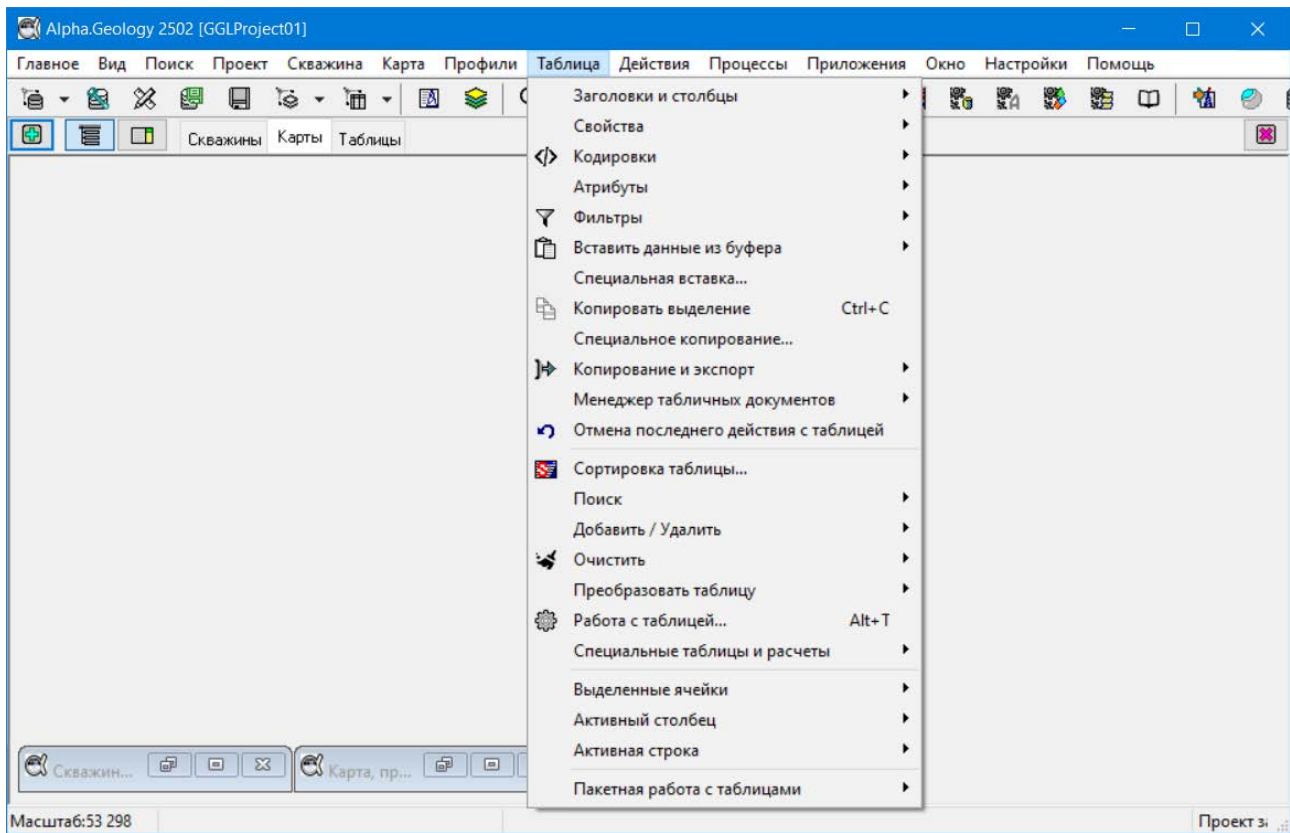 Alpha.Geology 2502 [GGLProject01]
Главное Вид Поиск Проект Скважина Карта Профили Таблица Действия Процессы Приложения Окно Настройки Помощь
Скважины Карты Таблицы
Заголовки и столбцы
Свойства
Кодировки
Атрибуты
Фильтры
Вставить данные из буфера
Специальная вставка...
Копировать выделение Ctrl+C
Специальное копирование...
Копирование и экспорт
Менеджер табличных документов
Отмена последнего действия с таблицей
Сортировка таблицы...
Поиск
Добавить / Удалить
Очистить
Преобразовать таблицу
Работа с таблицей... Alt+T
Специальные таблицы и расчеты
Выделенные ячейки
Активный столбец
Активная строка
Пакетная работа с таблицами
Скважин... Карта, пр...
Масштаб:53 298
Проект